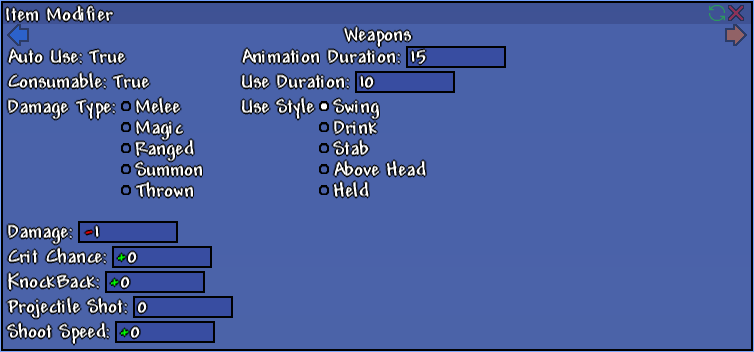 Item Modifier
Weapons
Auto Use: True
Animation Duration: 15
Consumable: True
Use Duration: 10
Damage Type: Melee
Magic
Ranged
Summon
Thrown
Use Style Swing
Drink
Stab
Above Head
Held
Damage: -1
Crit Chance: +0
KnockBack: +0
Projectile Shot: 0
Shoot Speed: +0